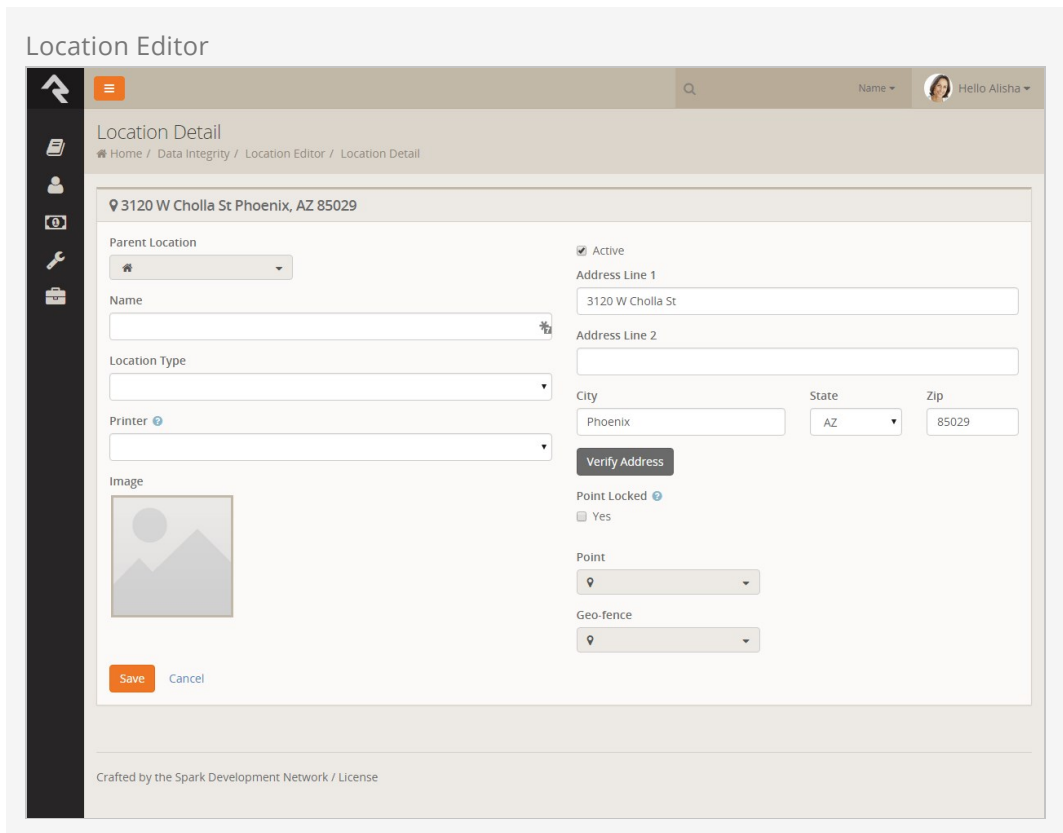 Location Editor
Name
Hello Alisha
Location Detail
Home / Data Integrity / Location Editor / Location Detail
3120 W Cholla St Phoenix, AZ 85029
Parent Location
Name
Location Type
Printer
Image
Active
Address Line 1
3120 W Cholla St
Address Line 2
City State Zip
Phoenix AZ 85029
Verify Address
Point Locked
Yes
Point
Geo-fence
Save Cancel
Crafted by the Spark Development Network / License